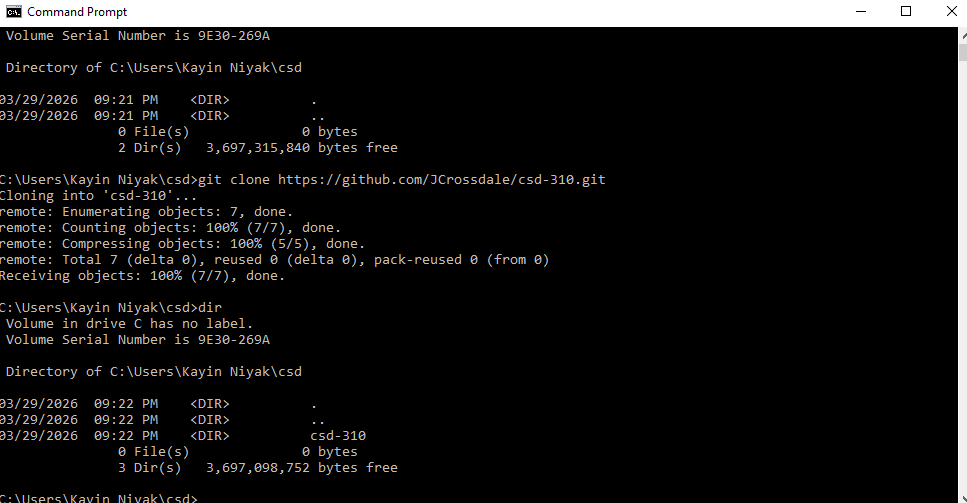 Command Prompt
Volume Serial Number is 9E30-269A
Directory of C:\Users\Kayin Niyak\csd
03/29/2026  09:21 PM    <DIR>          .
03/29/2026  09:21 PM    <DIR>          ..
0 File(s)              0 bytes
2 Dir(s)   3,697,315,840 bytes free
C:\Users\Kayin Niyak\csd>git clone https://github.com/JCrossdale/csd-310.git
Cloning into 'csd-310'...
remote: Enumerating objects: 7, done.
remote: Counting objects: 100% (7/7), done.
remote: Compressing objects: 100% (5/5), done.
remote: Total 7 (delta 0), reused 0 (delta 0), pack-reused 0 (from 0)
Receiving objects: 100% (7/7), done.
C:\Users\Kayin Niyak\csd>dir
Volume in drive C has no label.
Volume Serial Number is 9E30-269A
Directory of C:\Users\Kayin Niyak\csd
03/29/2026  09:22 PM    <DIR>          .
03/29/2026  09:22 PM    <DIR>          ..
03/29/2026  09:22 PM    <DIR>          csd-310
0 File(s)              0 bytes
3 Dir(s)   3,697,098,752 bytes free
C:\Users\Kayin Niyak\csd>